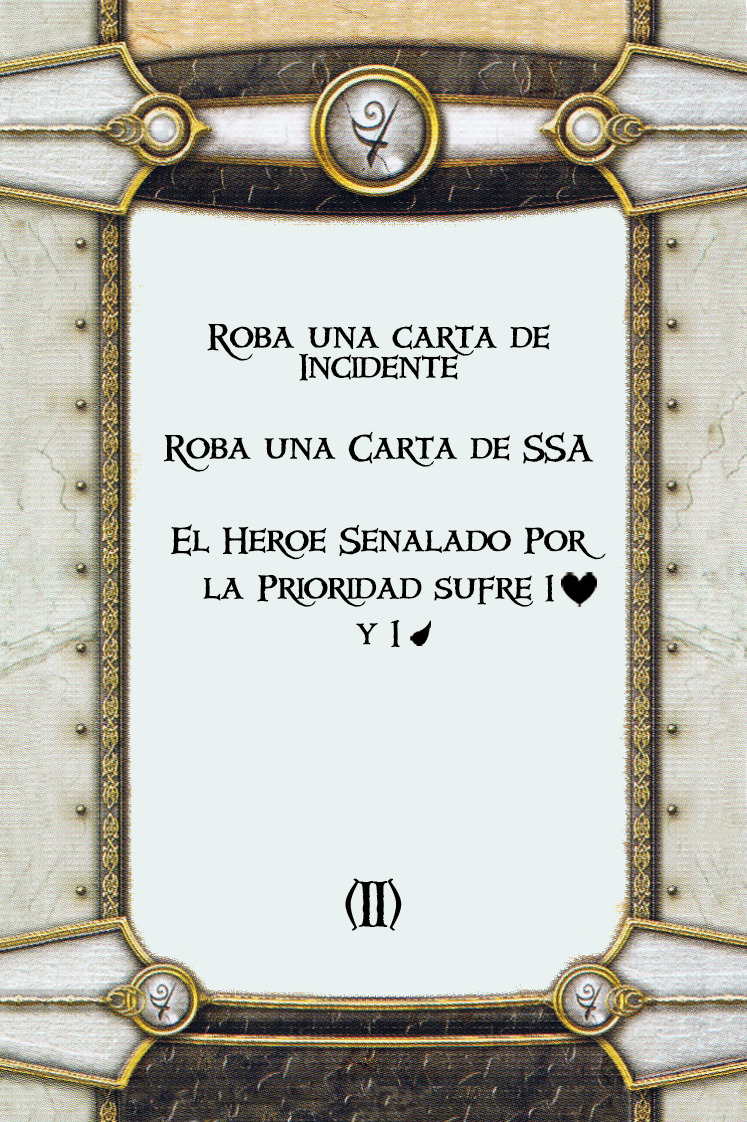 Roba una carta de
Incidente
Roba una Carta de SSA
El Heroe Senalado Por
la Prioridad sufre 1♥
y 1
(II)